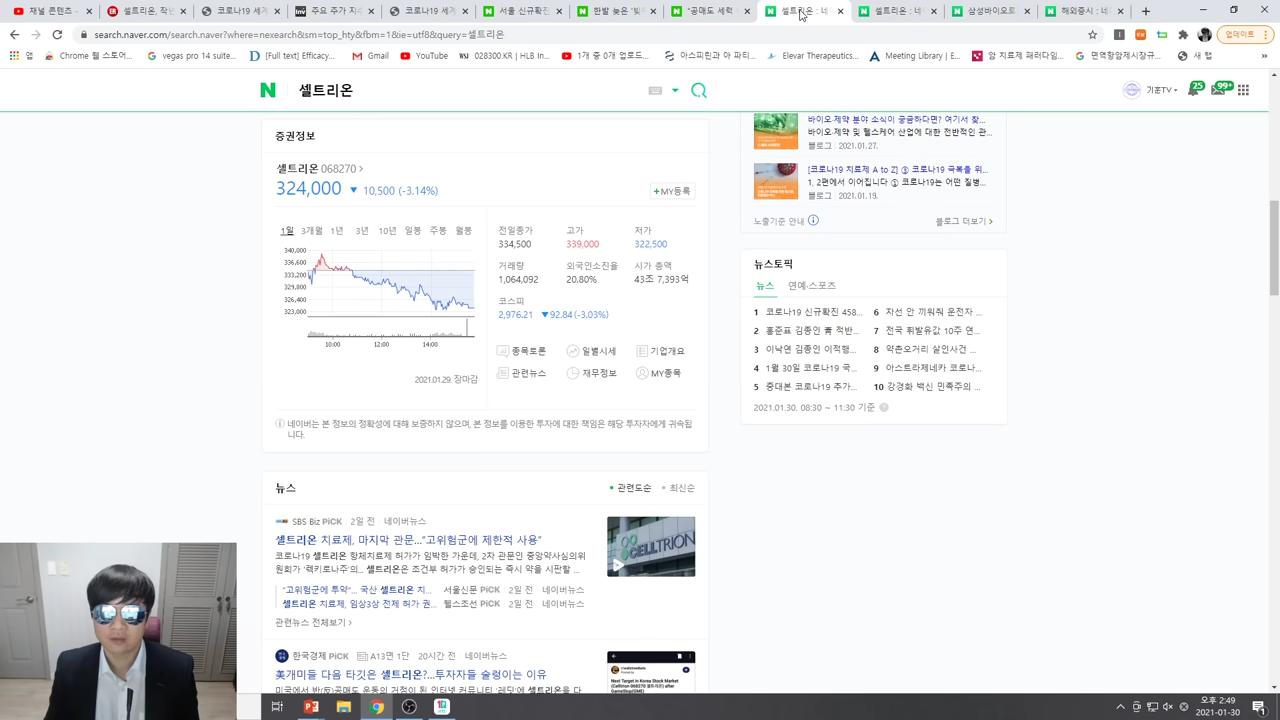 채널 콘텐츠
셀트리온, 작년
코로나19 세계
주요 주가 지수
코로나19 세계
신규 확진
한발 늦은
"공매도 세력
셀트리온 : 네
셀트리온 : 네
삼성바이오로
해외증시 : 네
search.naver.com/search.naver?where=nexearch&sm=top_hty&fbm=1&ie=utf8&query=셀트리온
업데이트
앱
Chrome 웹 스토어...
vegas pro 14 suite...
[Full text] Efficacy...
Gmail
YouTube
028300.KR | HLB In...
1개 중 0개 업로드...
아스피린과 아 파티...
Elevar Therapeutic...
Meeting Library | E...
암 치료제 패러다임...
면역항암제시장규...
새 탭
N
셀트리온
기훈TV
25
99+
증권정보
셀트리온 068270 >
324,000 ▼ 10,500 (-3.14%)
+MY등록
1일 3개월 1년 3년 10년 일봉 주봉 월봉
340,000
336,600
333,200
329,800
326,400
323,000
10:00 12:00 14:00
2021.01.29. 장마감
전일종가 고가 저가
334,500 339,000 322,500
거래량 외국인소진율 시가 총액
1,064,092 20.80% 43조 7,393억
코스피
2,976.21 ▼92.84(-3.03%)
종목토론 일별시세 기업개요
관련뉴스 재무정보 MY종목
네이버는 본 정보의 정확성에 대해 보증하지 않으며, 본 정보를 이용한 투자에 대한 책임은 해당 투자자에게 귀속됩
니다.
뉴스
관련도순 최신순
SBS Biz PiCK 2일 전 네이버뉴스
셀트리온 치료제, 마지막 관문…"고위험군에 제한적 사용"
코로나19 셀트리온 항체치료제 허가가 임박한 가운데, 2차 관문인 중앙약사심의위
원회가 '렉키로나주'의... 셀트리온은 조건부 허가가 승인되는 즉시 약을 시판할 ...
"고위험군에 투약"... 국산 셀트리온 치... 서울신문 PiCK 2일 전 네이버뉴스
셀트리온 치료제, 임상3상 전제 허가 권... 헬스조선 PiCK 2일 전 네이버뉴스
관련뉴스 전체보기 >
CELLTRION
한국경제 PiCK 413면 1단 20시간 전 네이버뉴스
美개미들 다음
셀트리온"…투자자들 술렁이는 이유
Next Target in Korea Stock Market
(Celltrion 068270 셀트리온) after
GameStop(GME)
바이오·제약 분야 소식이 궁금하다면? 여기서 찾...
바이오·제약 및 헬스케어 산업에 대한 전반적인 관...
블로그 2021.01.27.
[코로나19 치료제 A to Z] ③ 코로나19 극복을 위...
1, 2편에서 이어집니다 ① 코로나19는 어떤 질병...
블로그 2021.01.19.
노출기준 안내
블로그 더보기 >
뉴스토픽
뉴스 연예·스포츠
1 코로나19 신규확진 458...
2 홍준표 김종인 靑 적반...
3 이낙연 김종인 이적행...
4 1월 30일 코로나19 국...
5 중대본 코로나19 주가...
6 자선 안 끼워줘 운전자 ...
7 전국 휘발유값 10주 연...
8 약촌오거리 살인사건 ...
9 아스트라제네카 코로나...
10 강경화 백신 민족주의 ...
2021.01.30. 08:30 ~ 11:30 기준
오후 2:49
2021-01-30